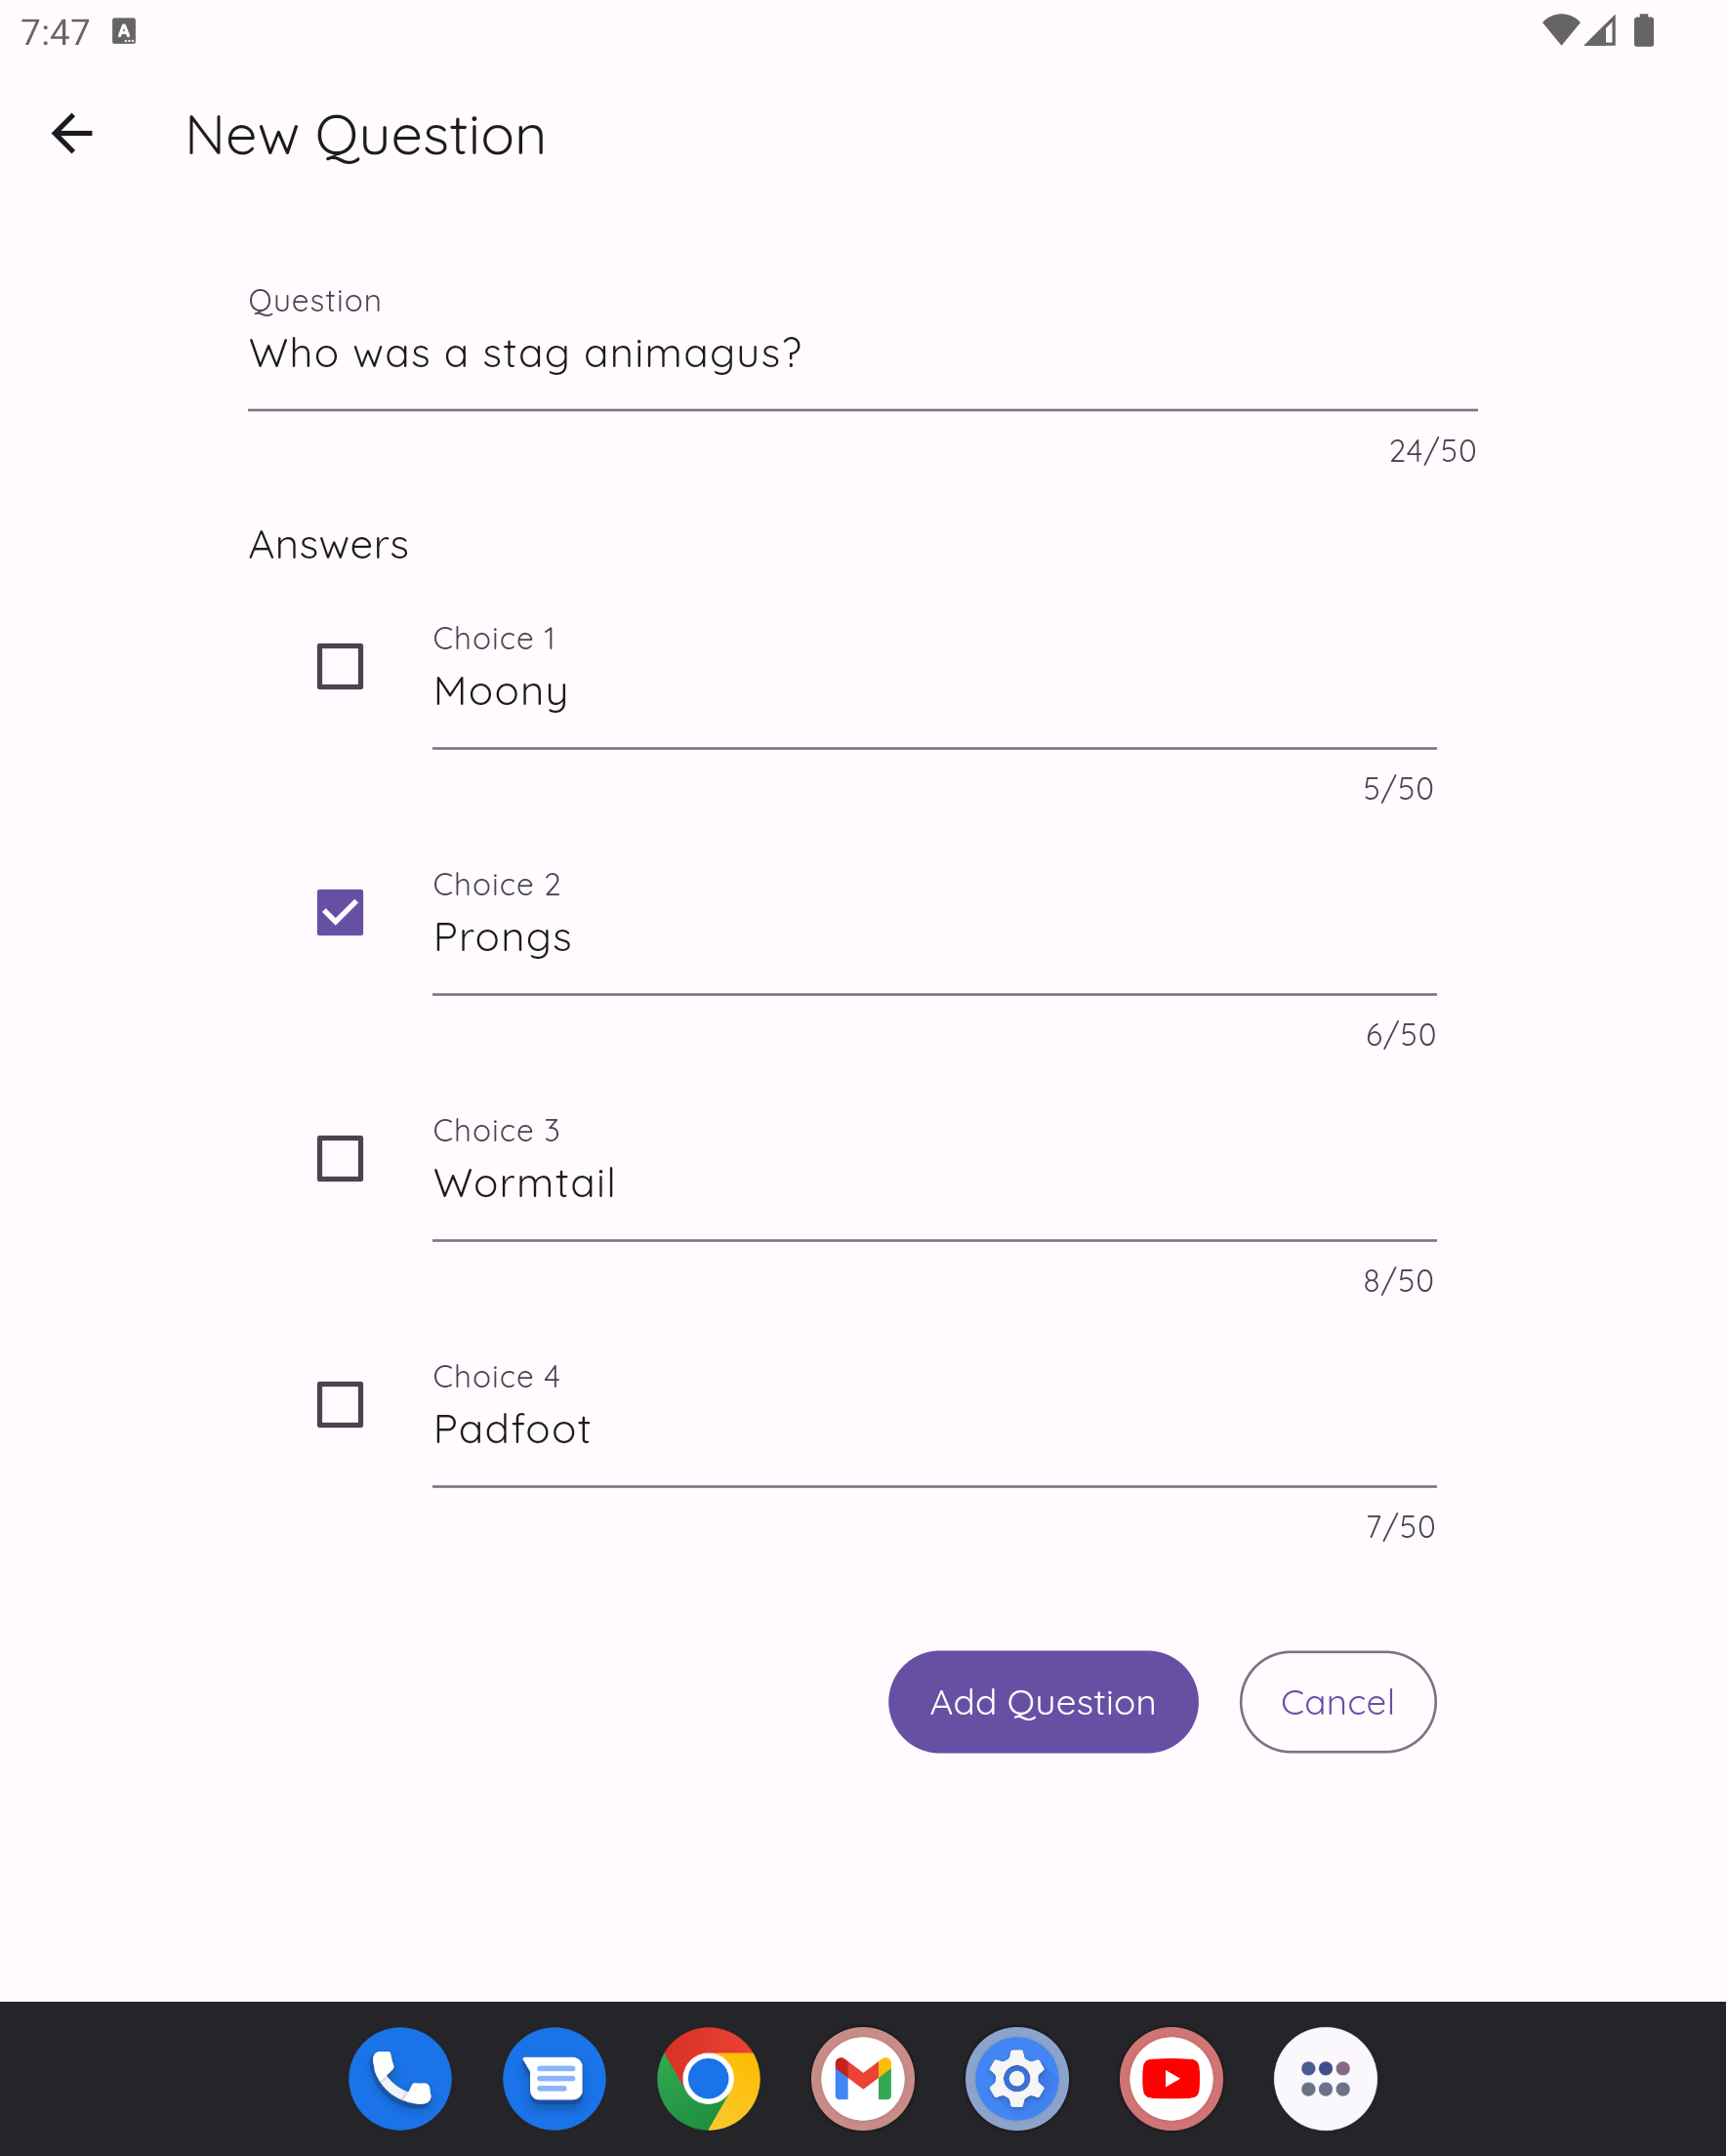 7:47
New Question
Question
Who was a stag animagus?
24/50
Answers
Choice 1
Moony
5/50
Choice 2
Prongs
6/50
Choice 3
Wormtail
8/50
Choice 4
Padfoot
7/50
Add Question
Cancel